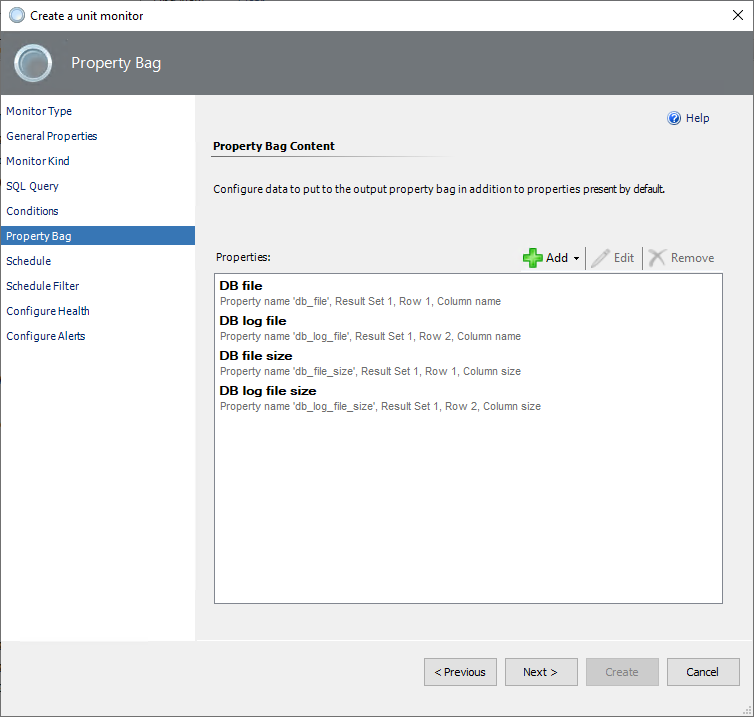 Create a unit monitor
Property Bag
Monitor Type
General Properties
Monitor Kind
SQL Query
Conditions
Property Bag
Schedule
Schedule Filter
Configure Health
Configure Alerts
Help
Property Bag Content
Configure data to put to the output property bag in addition to properties present by default.
Properties:
Add
Edit
Remove
DB file
Property name 'db_file', Result Set 1, Row 1, Column name
DB log file
Property name 'db_log_file', Result Set 1, Row 2, Column name
DB file size
Property name 'db_file_size', Result Set 1, Row 1, Column size
DB log file size
Property name 'db_log_file_size', Result Set 1, Row 2, Column size
< Previous
Next >
Create
Cancel